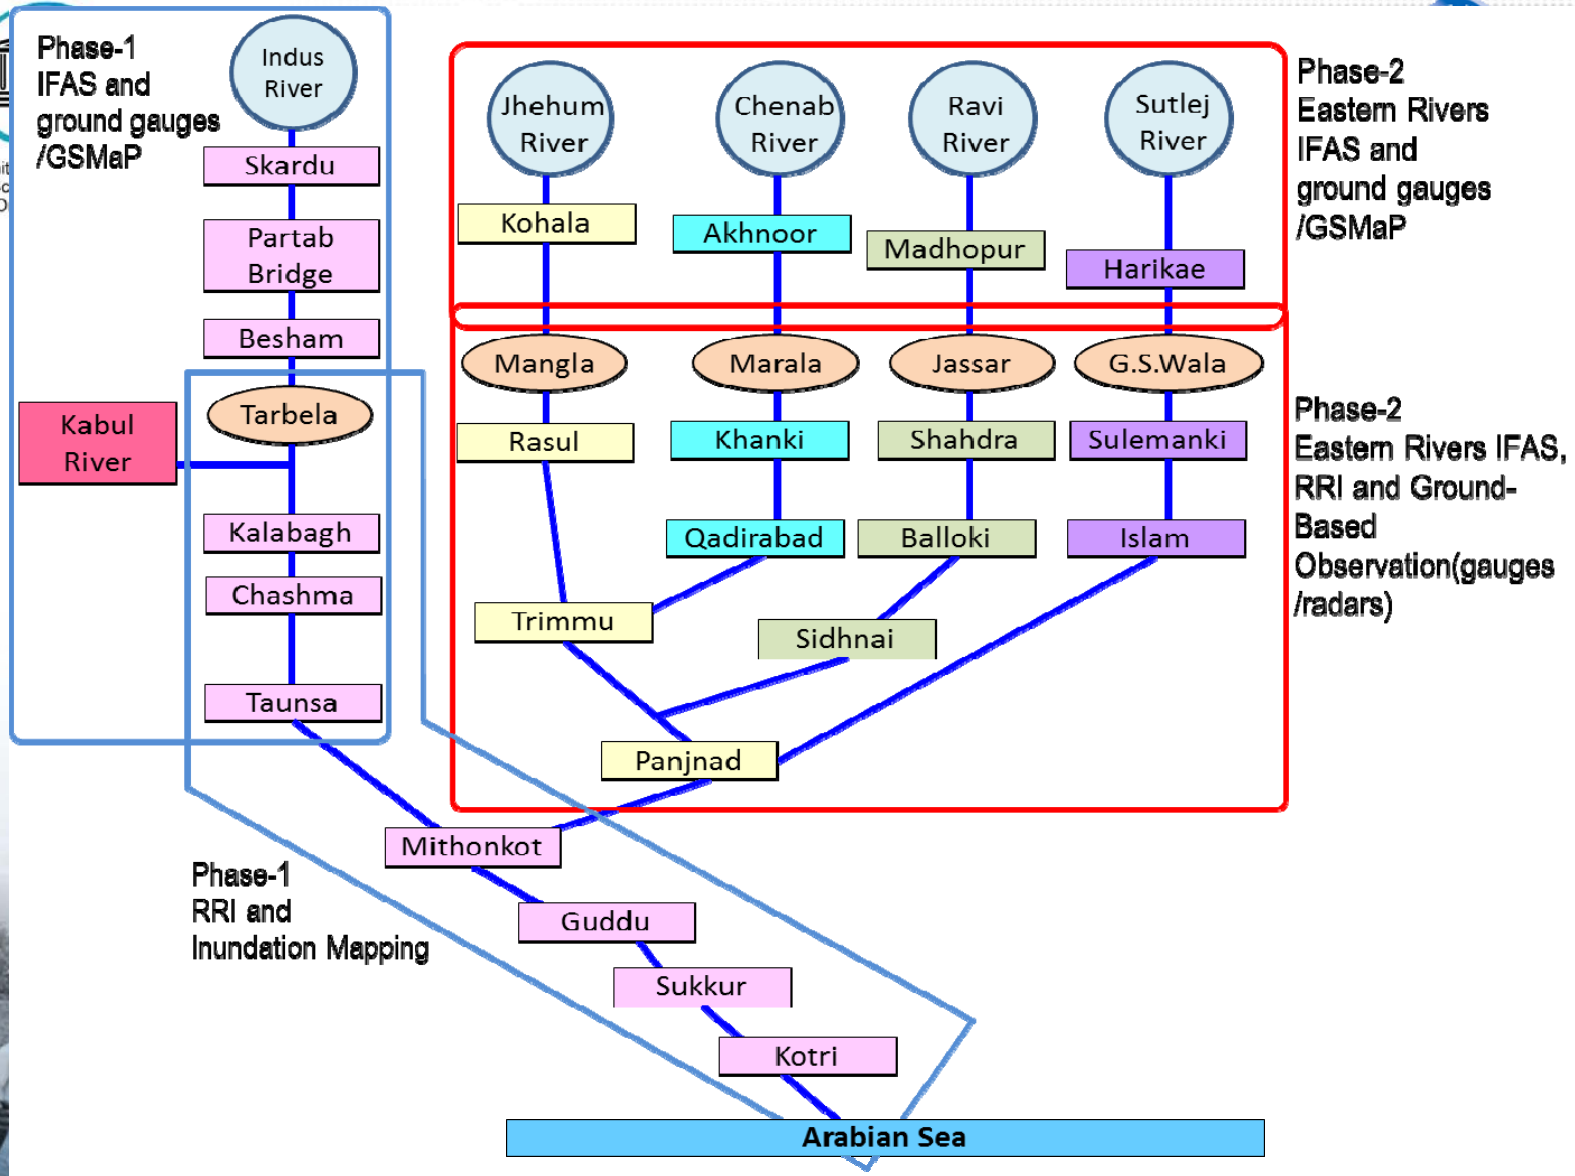 Phase-1
IFAS and
ground gauges
/GSMaP
Indus
River
Skardu
Partab
Bridge
Besham
Tarbela
Kabul
River
Kalabagh
Chashma
Taunsa
Jhehum
River
Chenab
River
Ravi
River
Sutlej
River
Kohala
Akhnoor
Madhopur
Harikae
Phase-2
Eastern Rivers
IFAS and
ground gauges
/GSMaP
Mangla
Marala
Jassar
G.S.Wala
Rasul
Khanki
Shahdra
Sulemanki
Qadirabad
Balloki
Islam
Trimmu
Sidhnai
Panjnad
Phase-2
Eastern Rivers IFAS,
RRI and Ground-
Based
Observation(gauges
/radars)
Mithonkot
Guddu
Sukkur
Kotri
Phase-1
RRI and
Inundation Mapping
Arabian Sea